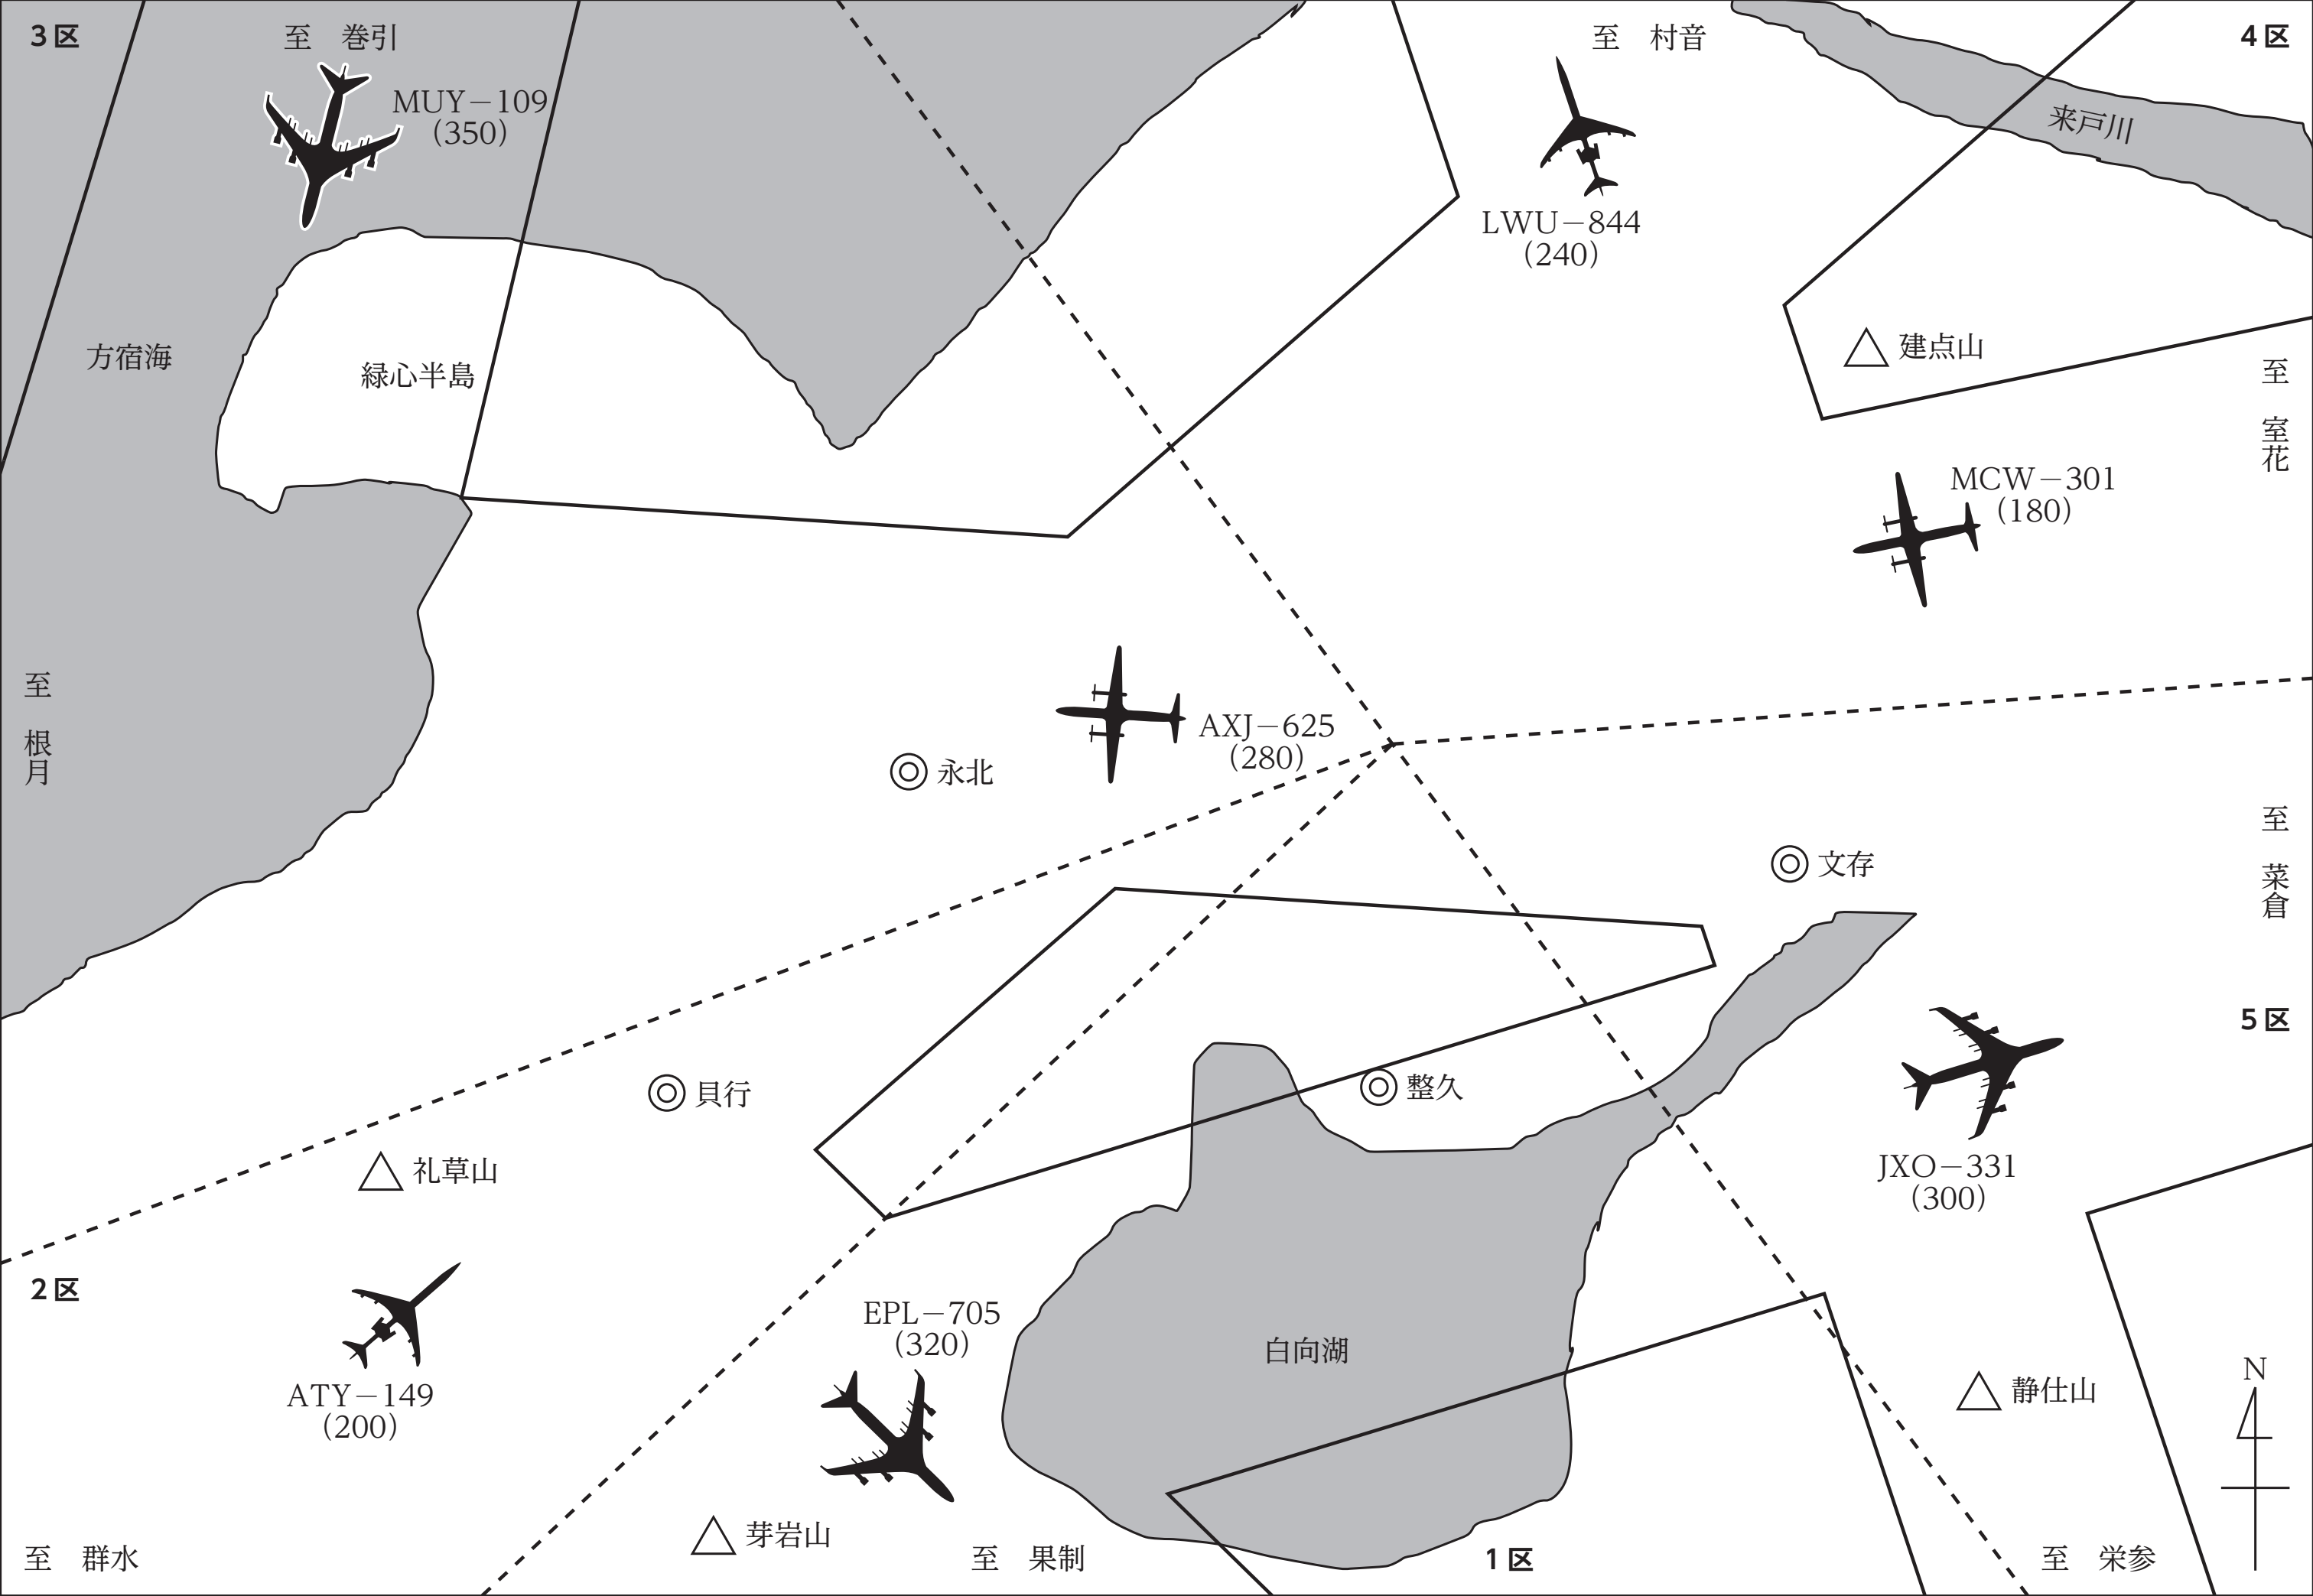 3区
至　巻引
至　村音
4区
MUY－109
(350)
来戸川
LWU－844
(240)
方宿海
緑心半島
建点山
至　室花
MCW－301
(180)
至　根月
AXJ－625
(280)
永北
至　菜倉
文存
5区
貝行
整久
礼草山
JXO－331
(300)
2区
EPL－705
(320)
白向湖
ATY－149
(200)
静仕山
N
芽岩山
至　群水
至　果制
1区
至　栄参